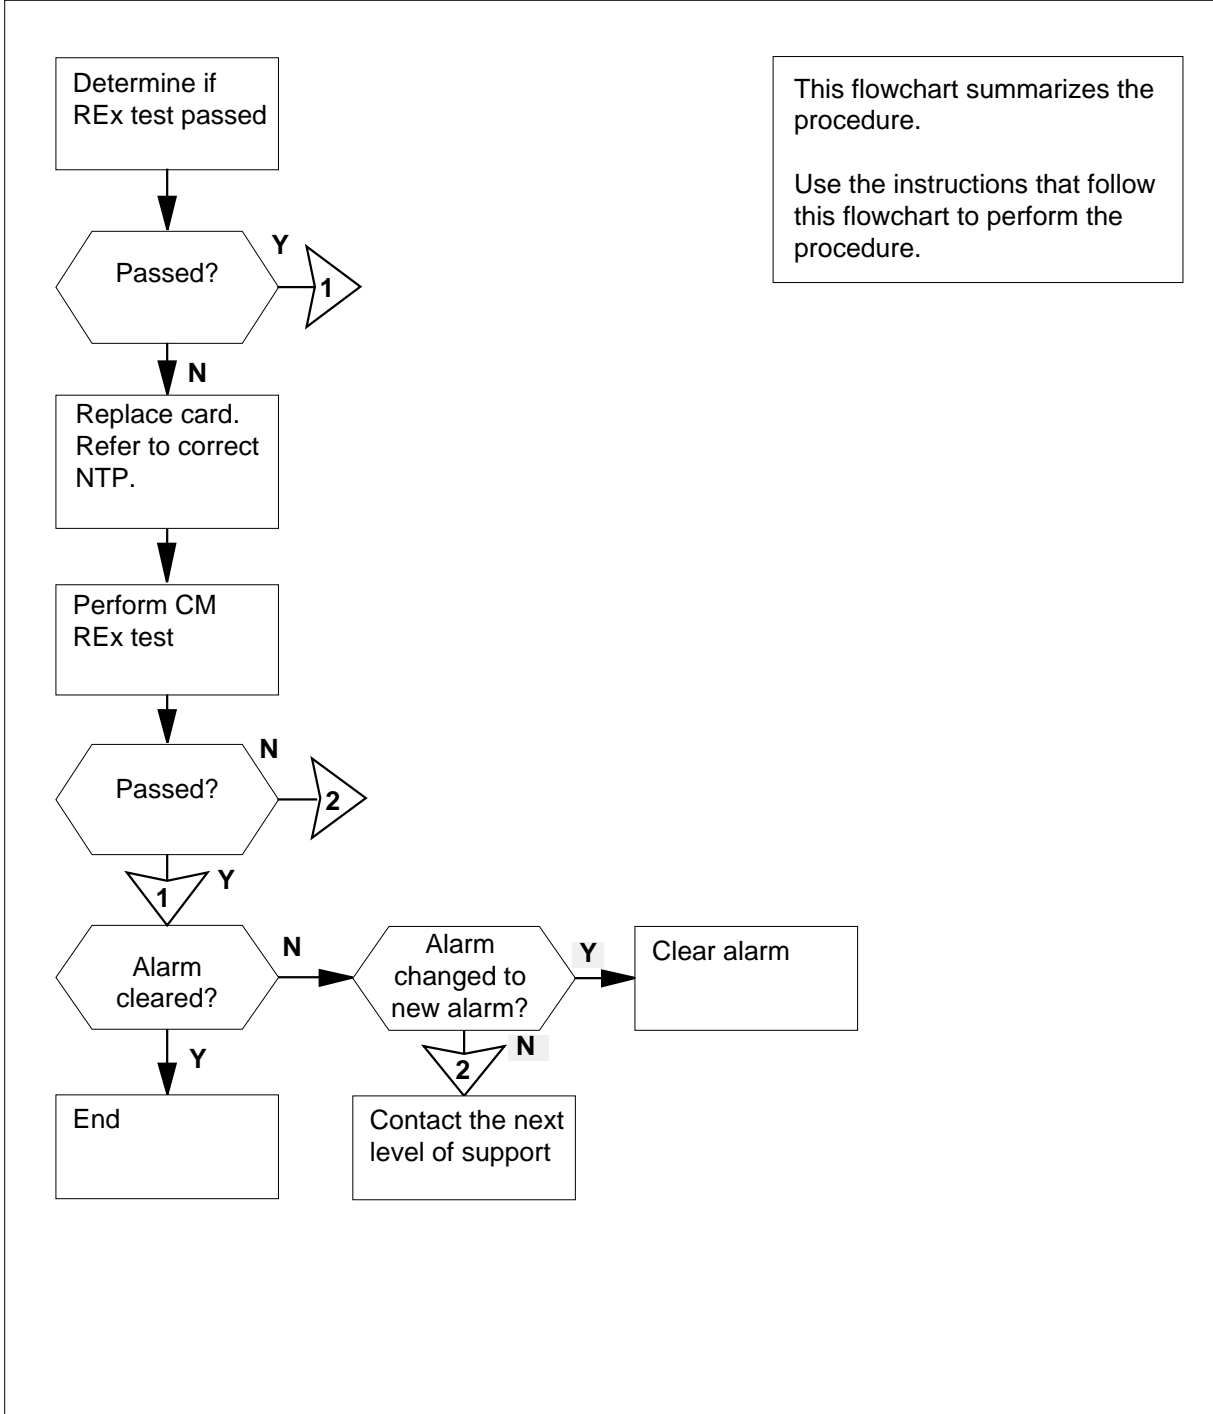 Determine if
REx test passed
This flowchart summarizes the
procedure.
Use the instructions that follow
this flowchart to perform the
procedure.
Passed?
Y
1
N
Replace card.
Refer to correct
NTP.
Perform CM
REx test
Passed?
N
2
1
Y
Alarm
cleared?
N
Alarm
changed to
new alarm?
Y
Clear alarm
Y
End
2
N
Contact the next
level of support